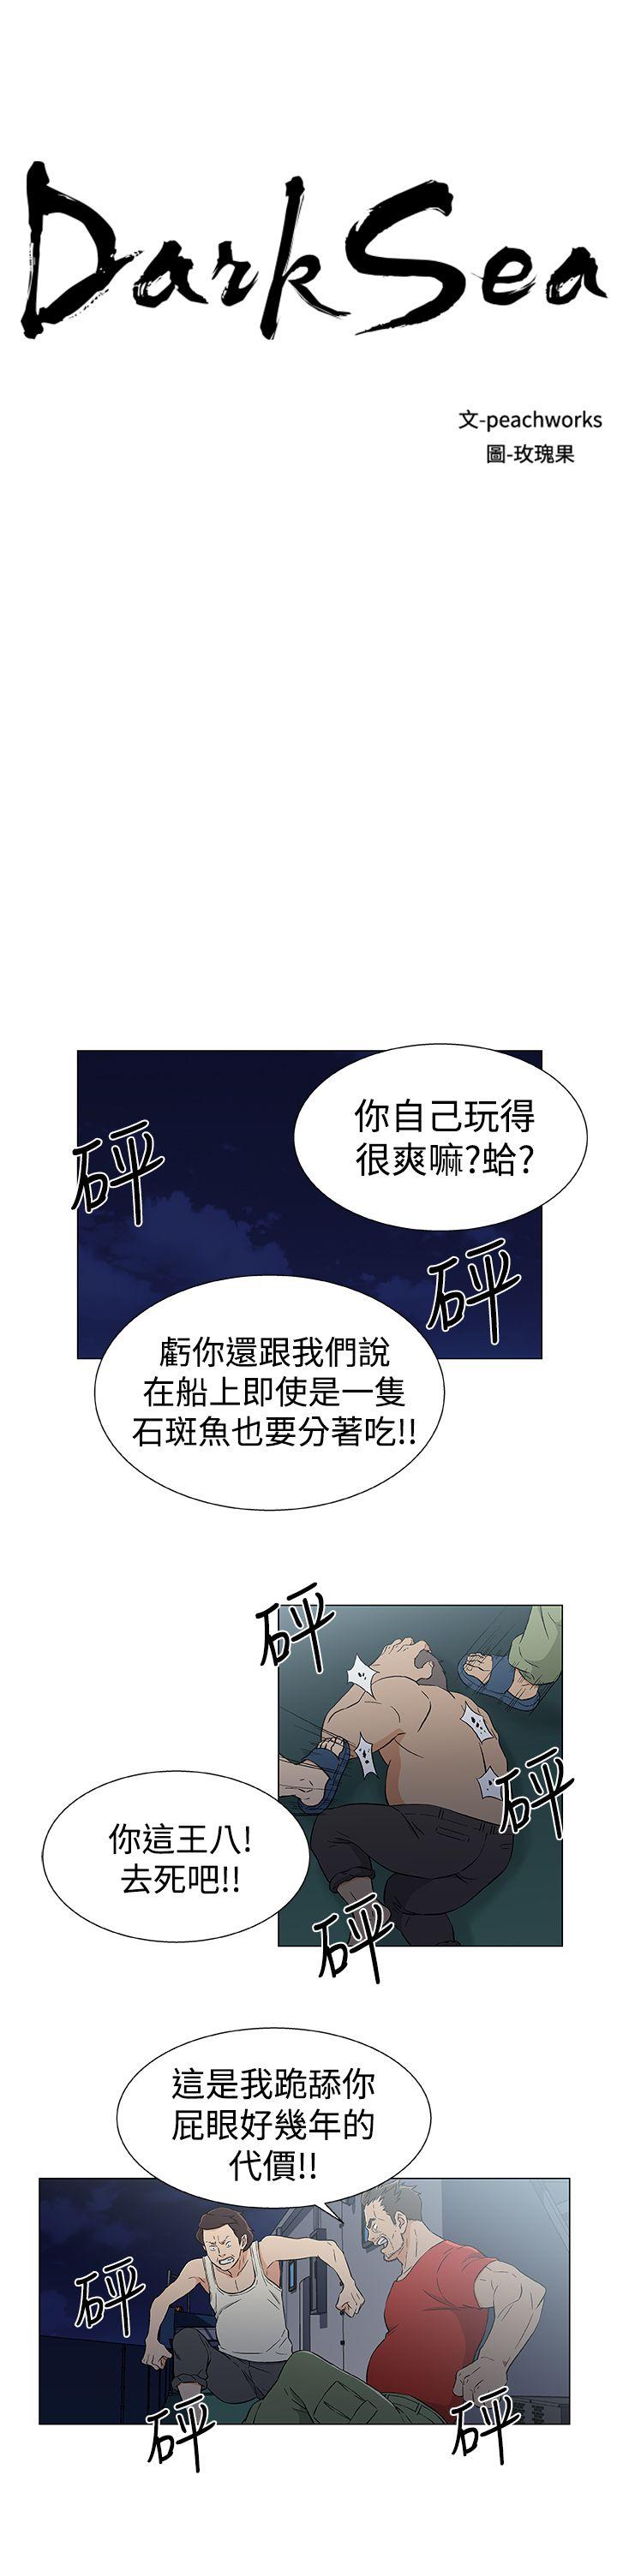 DarkSea
文-peachworks
圖-玫瑰果
你自己玩得
很爽嘛?蛤?
砰
砰
虧你還跟我們說
在船上即使是一隻
石斑魚也要分著吃!!
砰
砰
你這王八!
去死吧!!
砰
這是我跪舔你
屁眼好幾年的
代價!!
砰
砰
砰